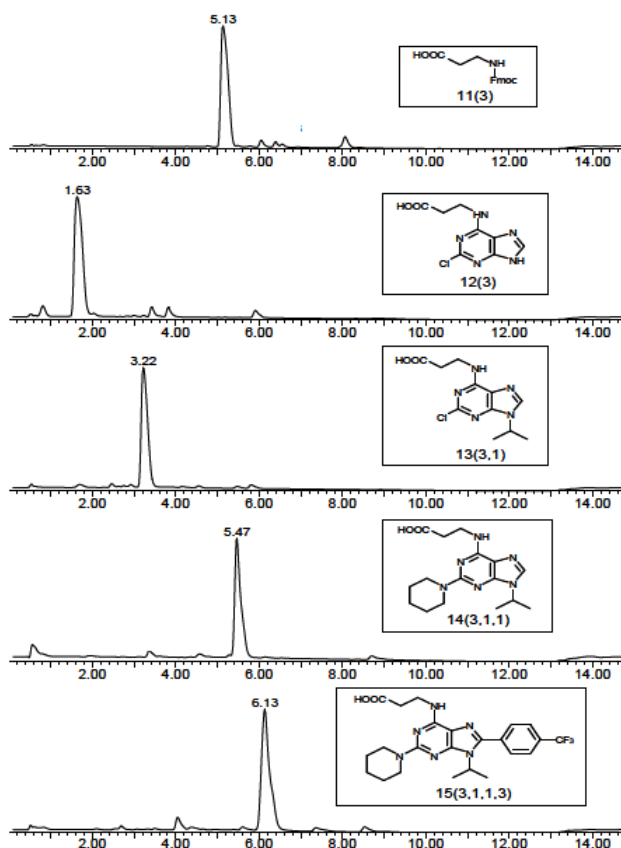 5.13
HOOC
NH
Fmoc
11(3)
2.00 4.00 6.00 8.00 10.00 12.00 14.00
1.63
HOOC
HN
N
N
Cl
N
NH
12(3)
2.00 4.00 6.00 8.00 10.00 12.00 14.00
3.22
HOOC
NH
N
N
Cl
N
N
13(3,1)
2.00 4.00 6.00 8.00 10.00 12.00 14.00
5.47
HOOC
NH
N
N
N
N
N
14(3,1,1)
2.00 4.00 6.00 8.00 10.00 12.00 14.00
6.13
HOOC
NH
N
N
CF3
N
N
N
15(3,1,1,3)
2.00 4.00 6.00 8.00 10.00 12.00 14.00